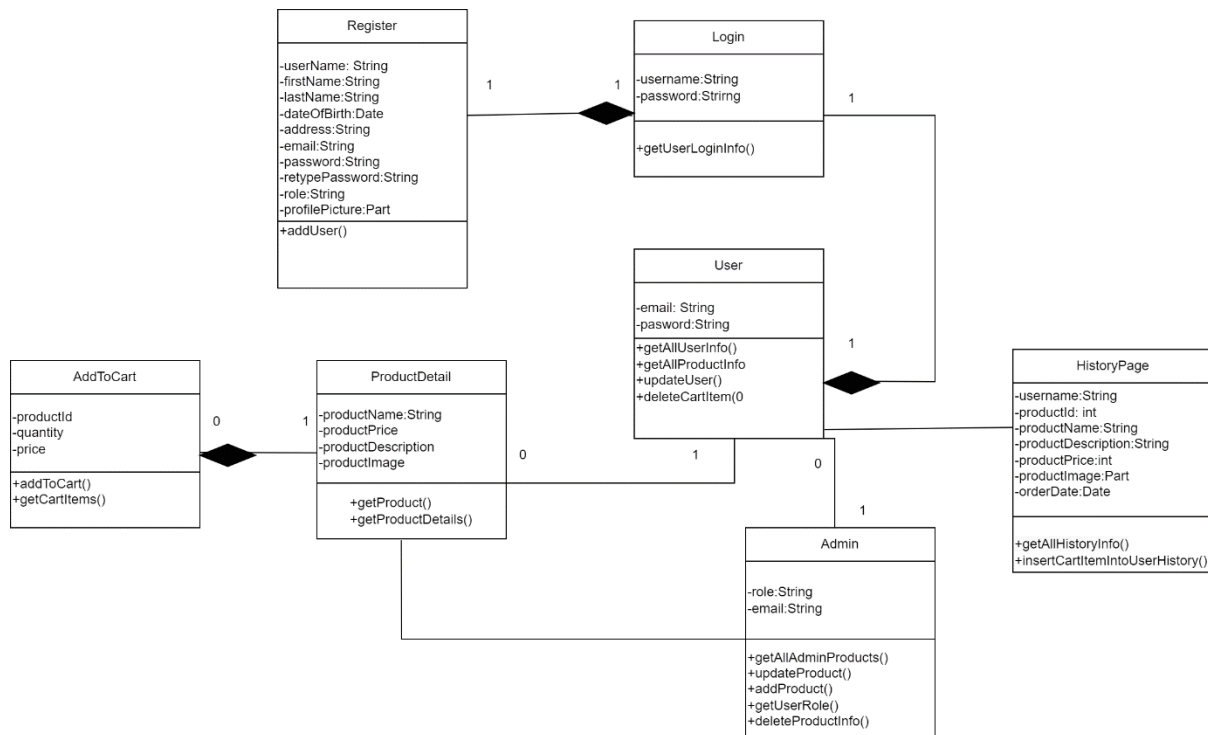 Register
-userName: String
-firstName:String
-lastName:String
-dateOfBirth:Date
-address:String
-email:String
-password:String
-retypePassword:String
-role:String
-profilePicture:Part
+addUser()
1
1
Login
-username:String
-password:Strirng
+getUserLoginInfo()
1
User
-email: String
-pasword:String
+getAllUserInfo()
+getAllProductInfo
+updateUser()
+deleteCartItem(0
1
1
0
AddToCart
-productId
-quantity
-price
+addToCart()
+getCartItems()
0
1
ProductDetail
-productName:String
-productPrice
-productDescription
-productImage
+getProduct()
+getProductDetails()
0
HistoryPage
-username:String
-productId: int
-productName:String
-productDescription:String
-productPrice:int
-productImage:Part
-orderDate:Date
+getAllHistoryInfo()
+insertCartItemIntoUserHistory()
1
Admin
-role:String
-email:String
+getAllAdminProducts()
+updateProduct()
+addProduct()
+getUserRole()
+deleteProductInfo()